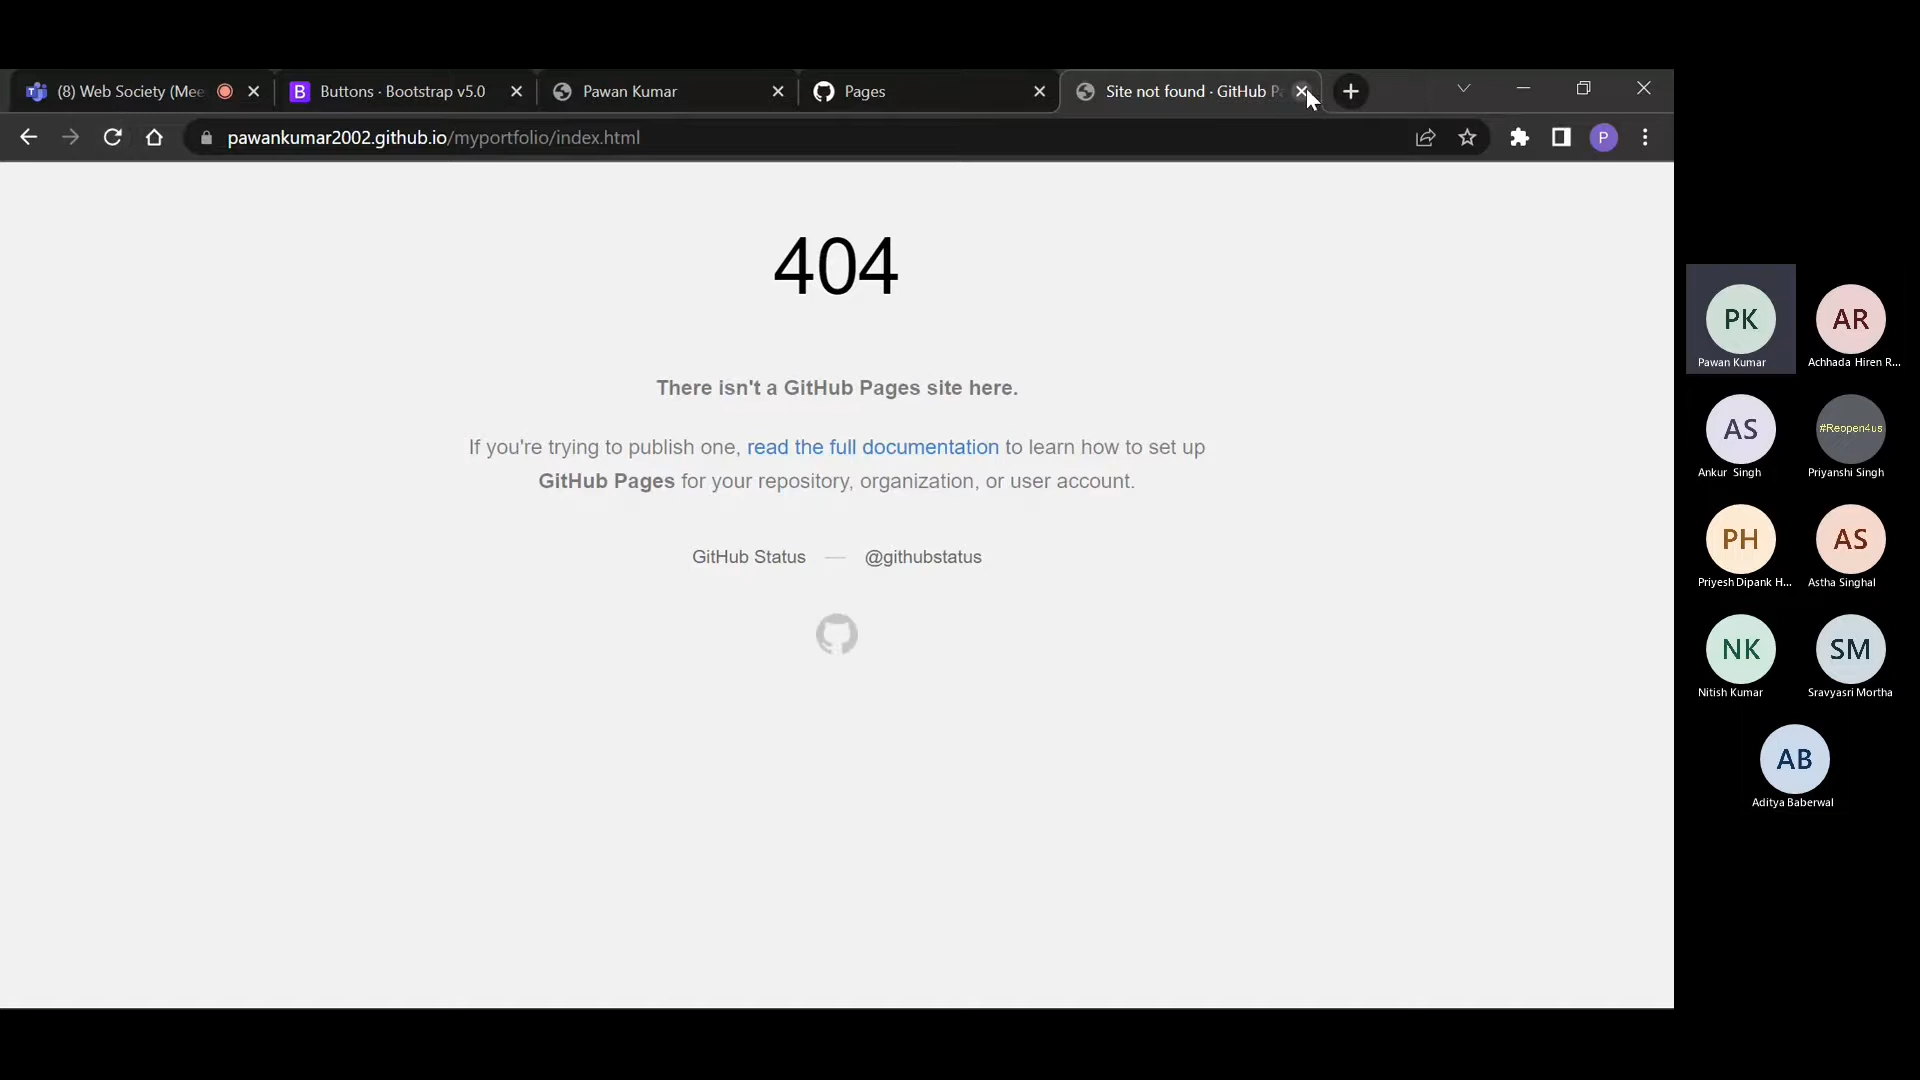 (8) Web Society (Mee
Buttons · Bootstrap v5.0
Pawan Kumar
Pages
Site not found · GitHub Pa
pawankumar2002.github.io/myportfolio/index.html
P
404
There isn't a GitHub Pages site here.
If you're trying to publish one, read the full documentation to learn how to set up
GitHub Pages for your repository, organization, or user account.
GitHub Status — @githubstatus
PK
Pawan Kumar
AR
Achhada Hiren R...
AS
Ankur Singh
#Reopen4us
Priyanshi Singh
PH
Priyesh Dipank H...
AS
Astha Singhal
NK
Nitish Kumar
SM
Sravyasri Mortha
AB
Aditya Baberwal